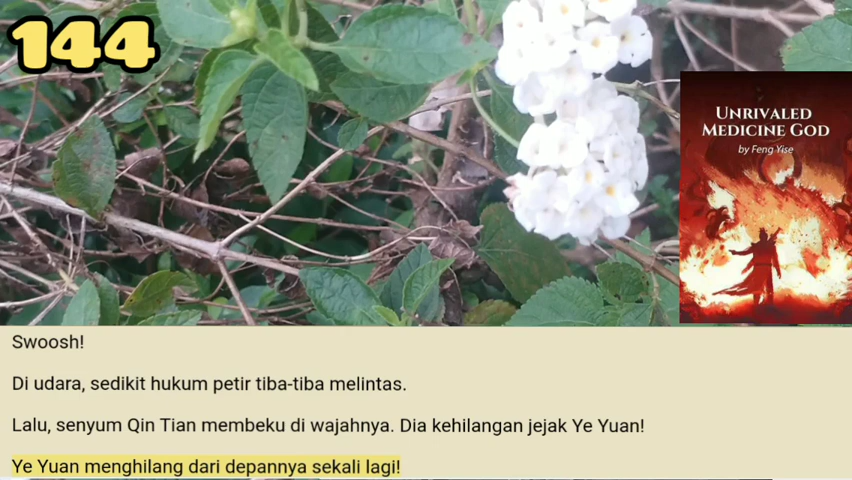 144
UNRIVALED
MEDICINE GOD
by Feng Yise
Swoosh!
Di udara, sedikit hukum petir tiba-tiba melintas.
Lalu, senyum Qin Tian membeku di wajahnya. Dia kehilangan jejak Ye Yuan!
Ye Yuan menghilang dari depannya sekali lagi!